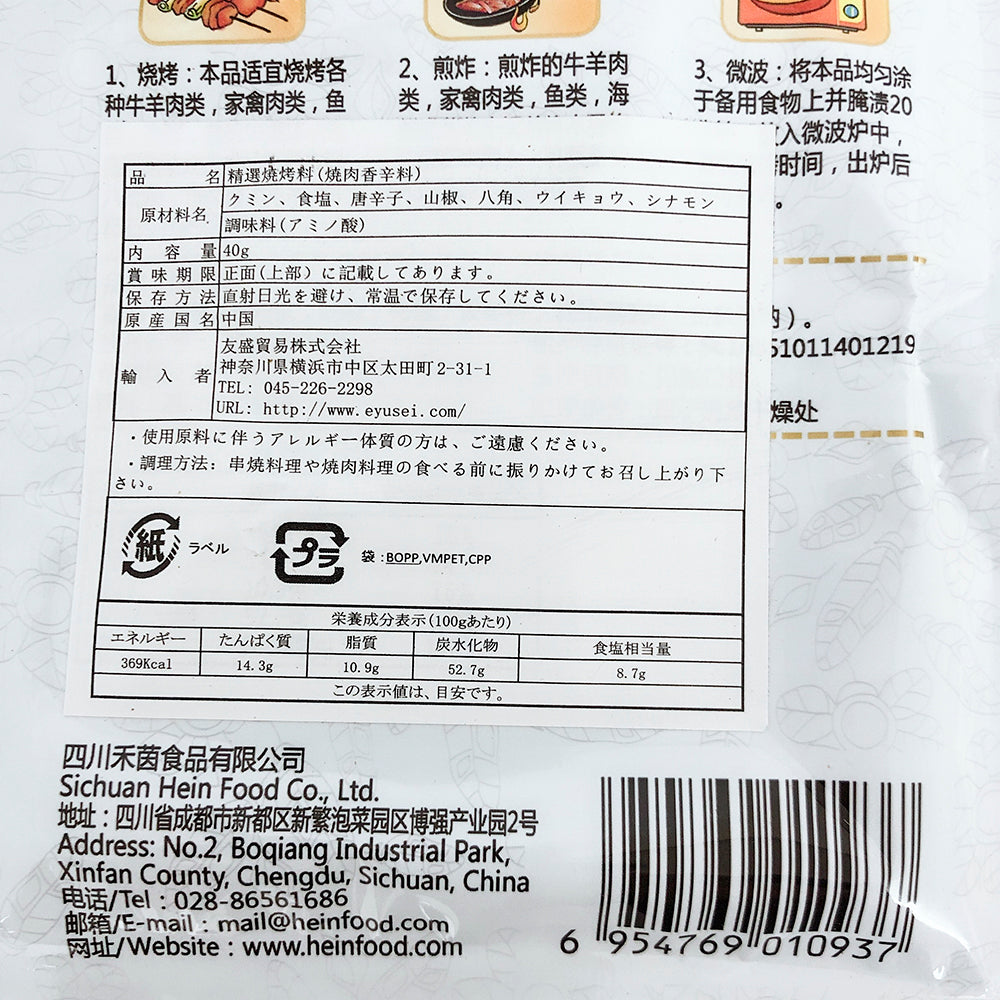 1、烧烤：本品适宜烧烤各
种牛羊肉类，家禽肉类，鱼
2、煎炸：煎炸的牛羊肉
类，家禽肉类，鱼类，海
3、微波：将本品均匀涂
于备用食物上并腌渍20
入微波炉中，
时间，出炉后
。
品 名 精選燒烤料(焼肉香辛料)
原材料名 クミン、食塩、唐辛子、山椒、八角、ウイキョウ、シナモン
調味料(アミノ酸)
内容量 40g
賞味期限 正面(上部)に記載してあります。
保存方法 直射日光を避け、常温で保存してください。
原産国名 中国
輸入者 友盛貿易株式会社
神奈川県横浜市中区太田町2-31-1
TEL: 045-226-2298
URL: http://www.eyusei.com/
・使用原料に伴うアレルギー体質の方は、ご遠慮ください。
・調理方法：串焼料理や焼肉料理の食べる前に振りかけてお召し上がり下
さい。
紙 ラベル プラ 袋:BOPP,VMPET,CPP
栄養成分表示(100gあたり)
エネルギー たんぱく質 脂質 炭水化物 食塩相当量
369Kcal 14.3g 10.9g 52.7g 8.7g
この表示値は、目安です。
)。
51011401219
燥处
四川禾茵食品有限公司
Sichuan Hein Food Co., Ltd.
地址：四川省成都市新都区新繁泡菜园区博强产业园2号
Address: No.2, Boqiang Industrial Park,
Xinfan County, Chengdu, Sichuan, China
电话/Tel：028-86561686
邮箱/E-mail：mail@heinfood.com
网址/Website：www.heinfood.com
6 954769 010937